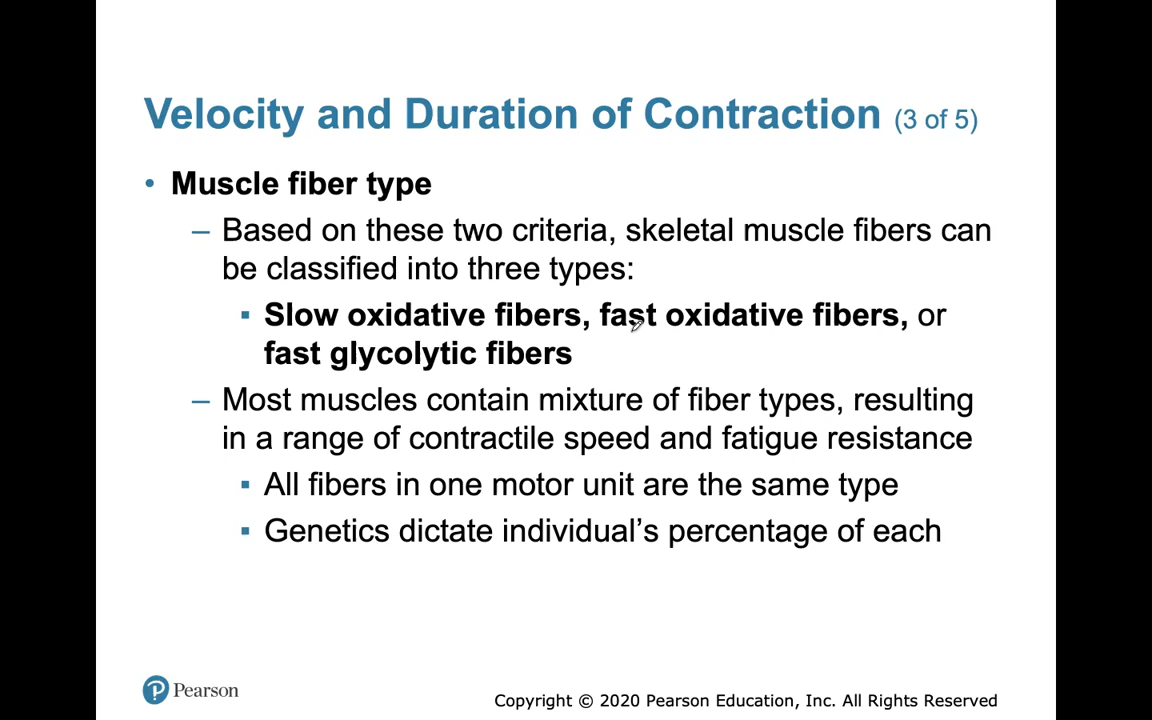 Velocity and Duration of Contraction (3 of 5)
• Muscle fiber type
– Based on these two criteria, skeletal muscle fibers can
be classified into three types:
▪ Slow oxidative fibers, fast oxidative fibers, or
fast glycolytic fibers
– Most muscles contain mixture of fiber types, resulting
in a range of contractile speed and fatigue resistance
▪ All fibers in one motor unit are the same type
▪ Genetics dictate individual’s percentage of each
P Pearson
Copyright © 2020 Pearson Education, Inc. All Rights Reserved